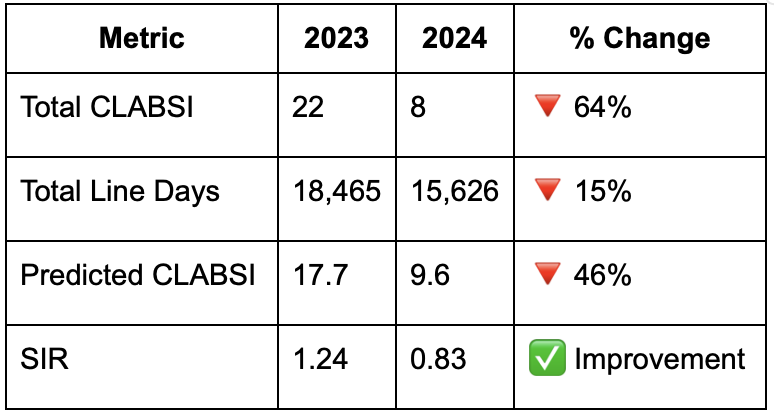 Metric 2023 2024 % Change
Total CLABSI 22 8 🔻 64%
Total Line Days 18,465 15,626 🔻 15%
Predicted CLABSI 17.7 9.6 🔻 46%
SIR 1.24 0.83 ✅ Improvement